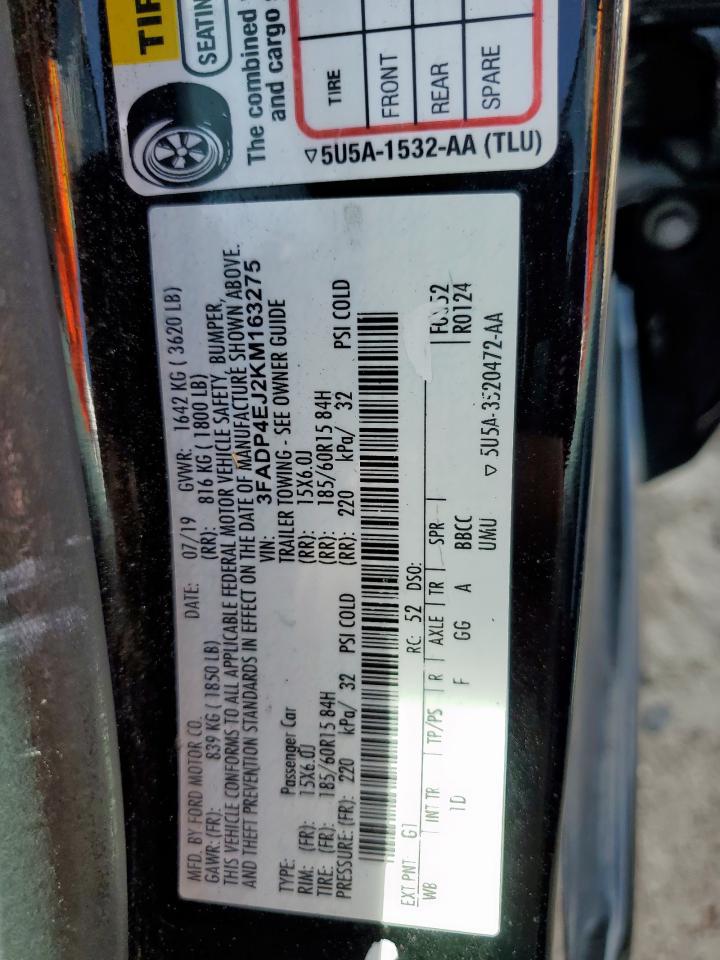 TIR
SEATIN
The combined
and cargo
TIRE
FRONT
REAR
SPARE
▽5U5A-1532-AA (TLU)
MFD. BY FORD MOTOR CO. DATE: 07/19 GVWR: 1642 KG ( 3620 LB)
GAWR: (FR): 839 KG ( 1850 LB) (RR): 816 KG ( 1800 LB)
THIS VEHICLE CONFORMS TO ALL APPLICABLE FEDERAL MOTOR VEHICLE SAFETY, BUMPER,
AND THEFT PREVENTION STANDARDS IN EFFECT ON THE DATE OF MANUFACTURE SHOWN ABOVE.
VIN: 3FADP4EJ2KM163275
TYPE: Passenger Car TRAILER TOWING - SEE OWNER GUIDE
RIM: (FR): 15X6.0J (RR): 15X6.0J
TIRE: (FR): 185/60R15 84H (RR): 185/60R15 84H
PRESSURE: (FR): 220 kPa/ 32 PSI COLD (RR): 220 kPa/ 32 PSI COLD
EXT PNT: G1 RC: 52 DSO:
WB INT TR TP/PS R AXLE TR SPR
1D F GG A BBCC
UMU
R0124
▽ 5U5A-3520472-AA